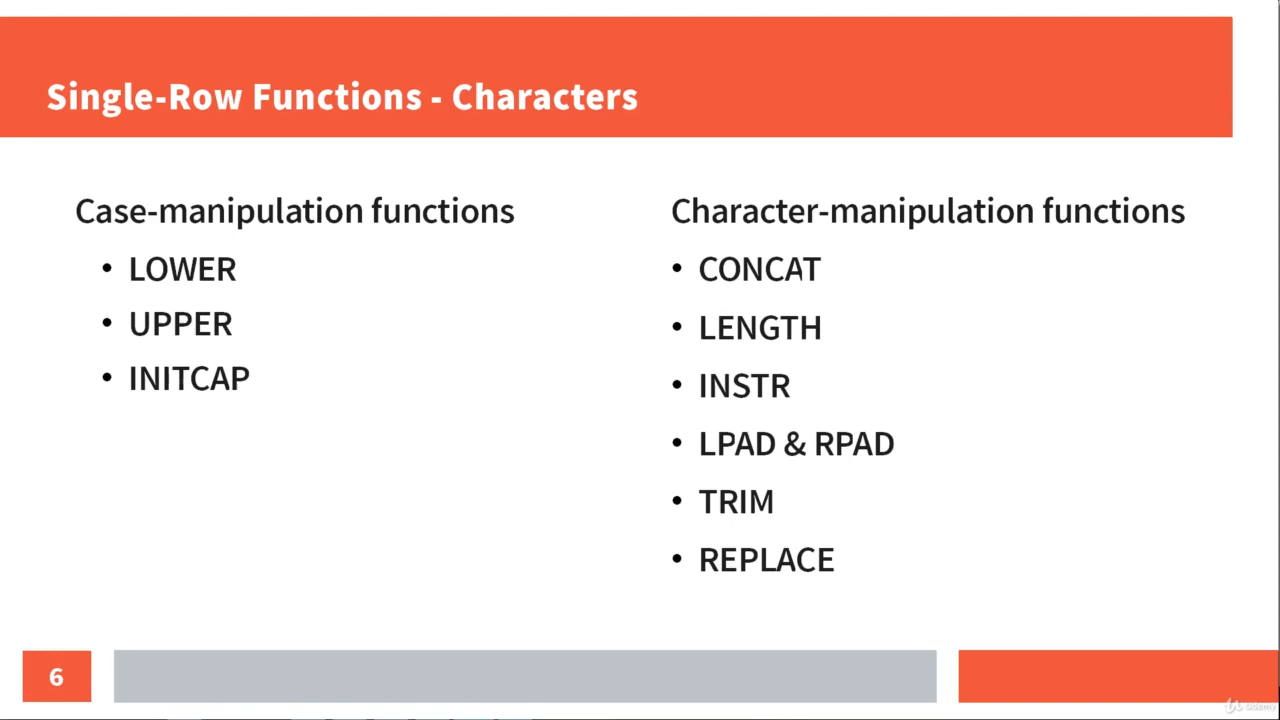 Single-Row Functions - Characters
Case-manipulation functions
• LOWER
• UPPER
• INITCAP
Character-manipulation functions
• CONCAT
• LENGTH
• INSTR
• LPAD & RPAD
• TRIM
• REPLACE
6
Udemy